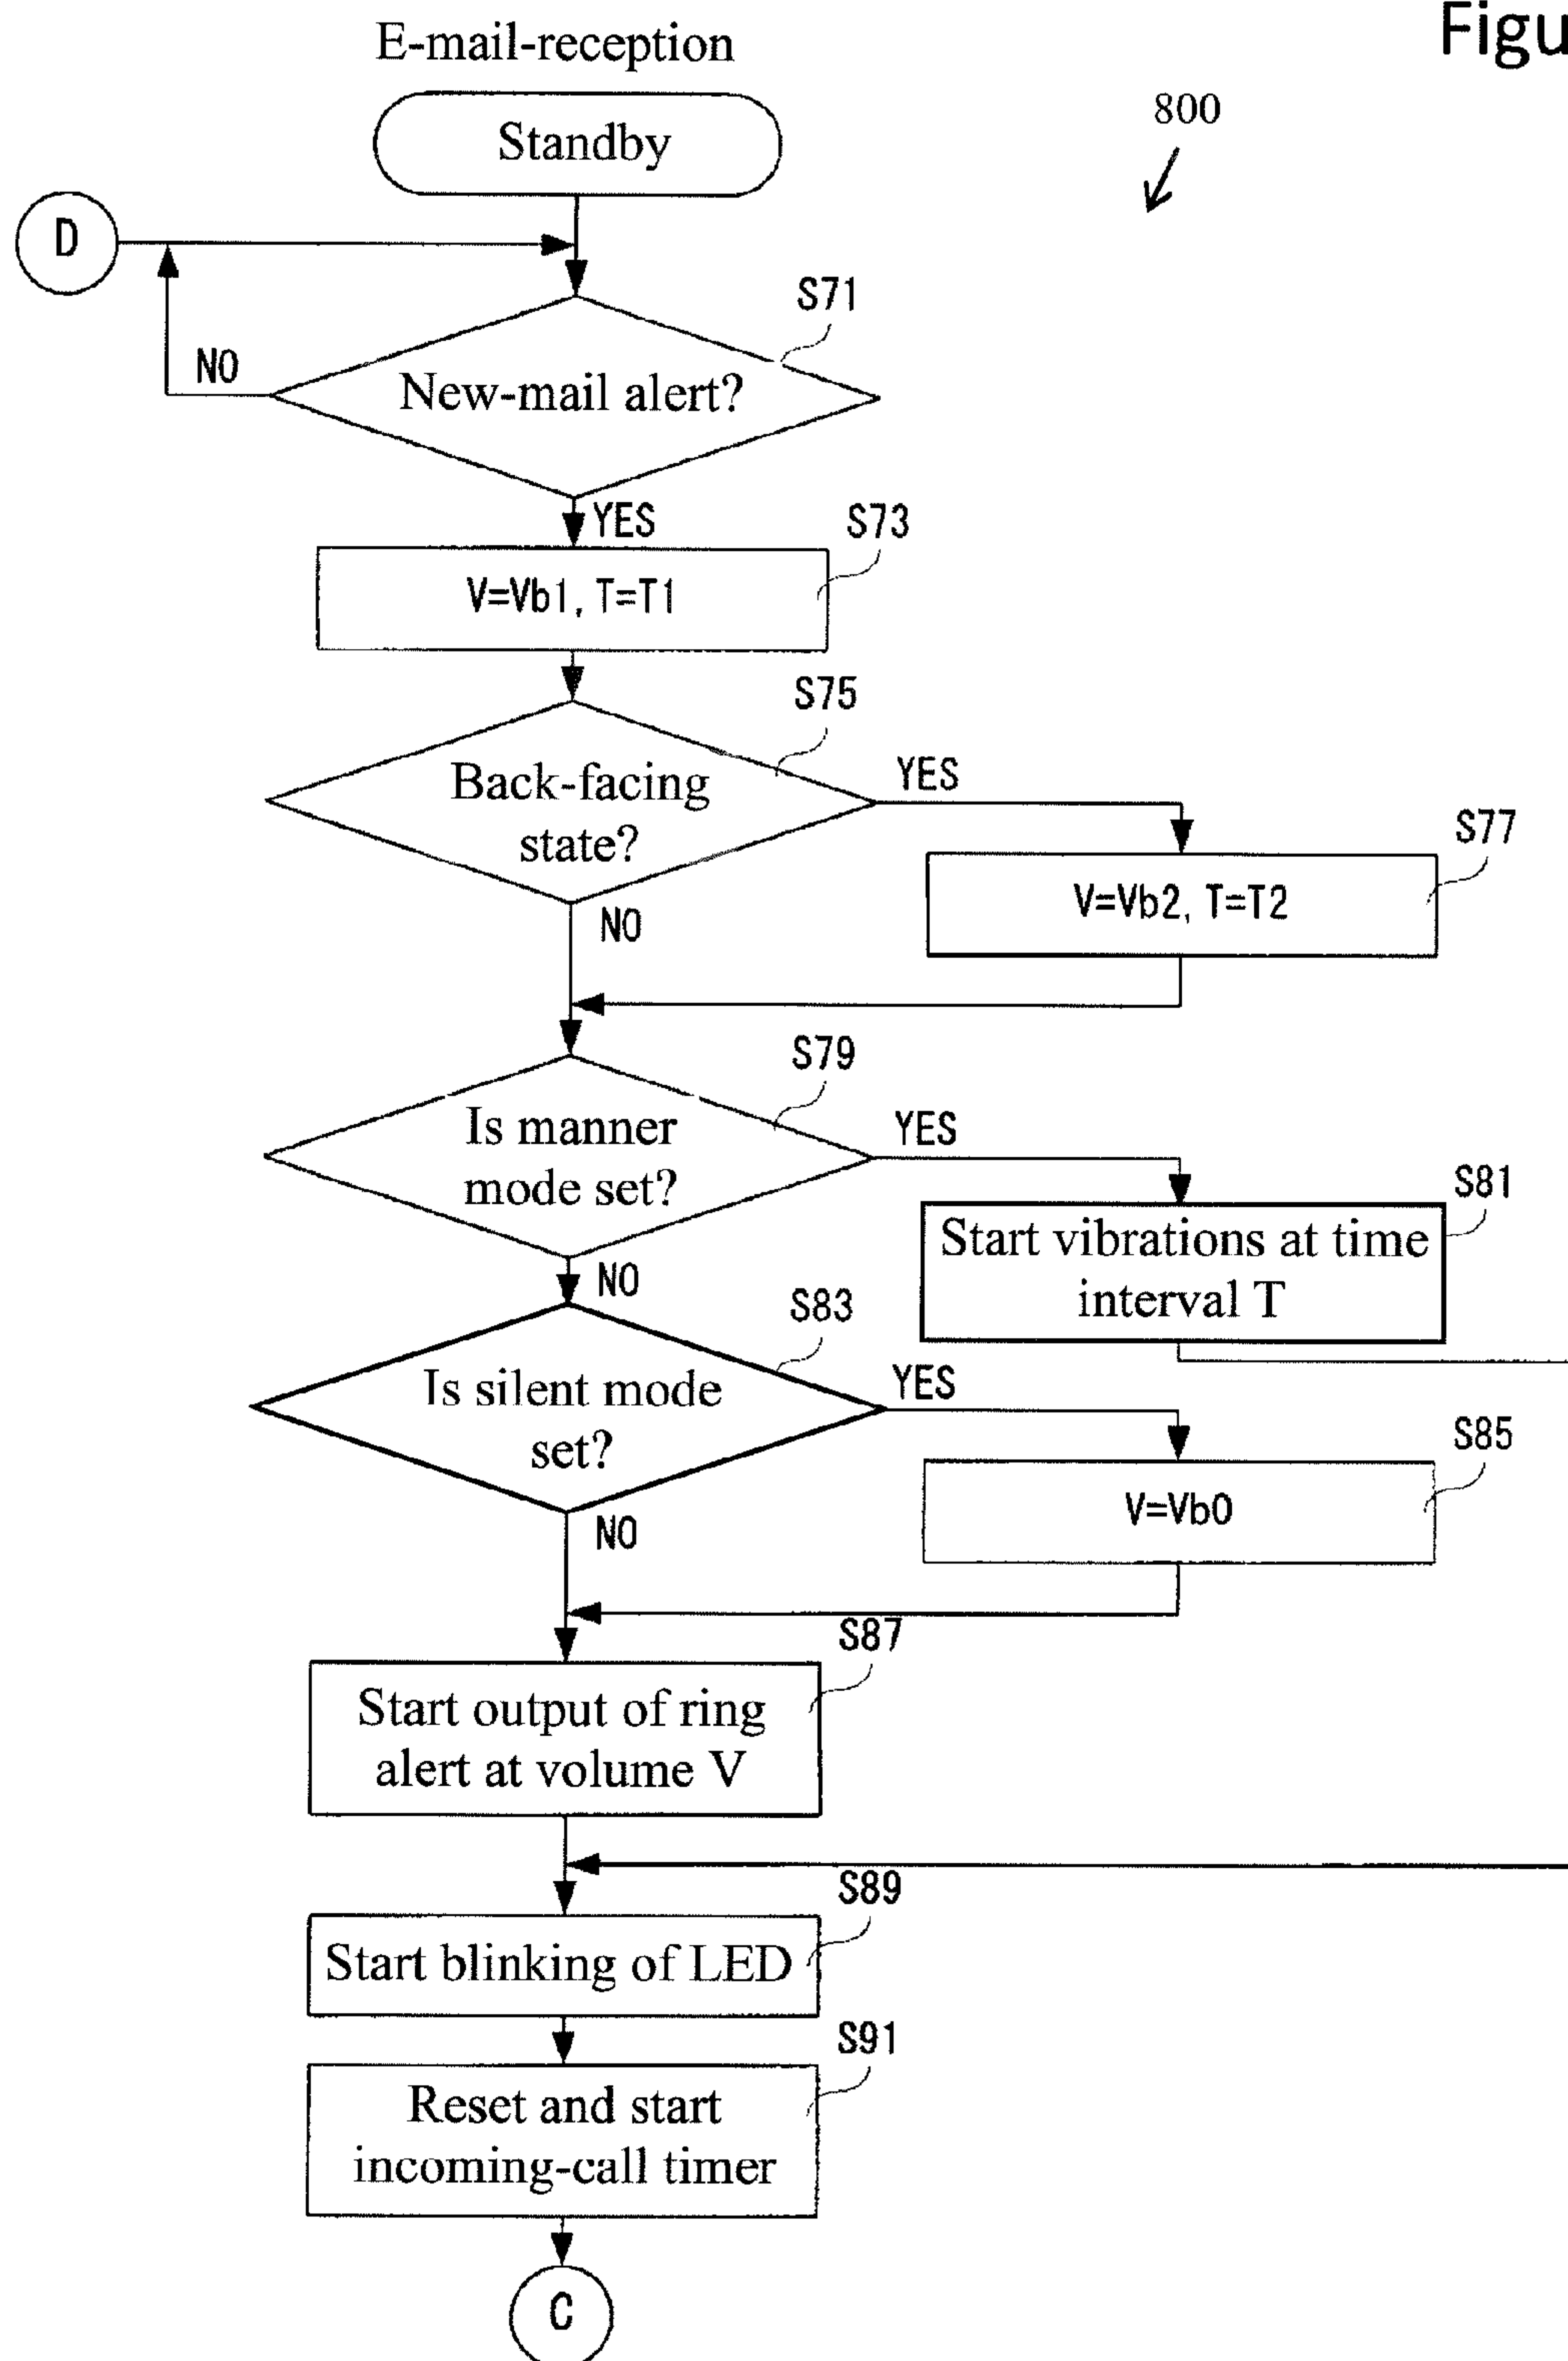 Figu
E-mail-reception
800
Standby
D
S71
NO
New-mail alert?
YES
S73
V=Vb1, T=T1
S75
Back-facing
state?
YES
S77
V=Vb2, T=T2
NO
S79
Is manner
mode set?
YES
S81
Start vibrations at time
interval T
NO
S83
Is silent mode
set?
YES
S85
V=Vb0
NO
S87
Start output of ring
alert at volume V
S89
Start blinking of LED
S91
Reset and start
incoming-call timer
C